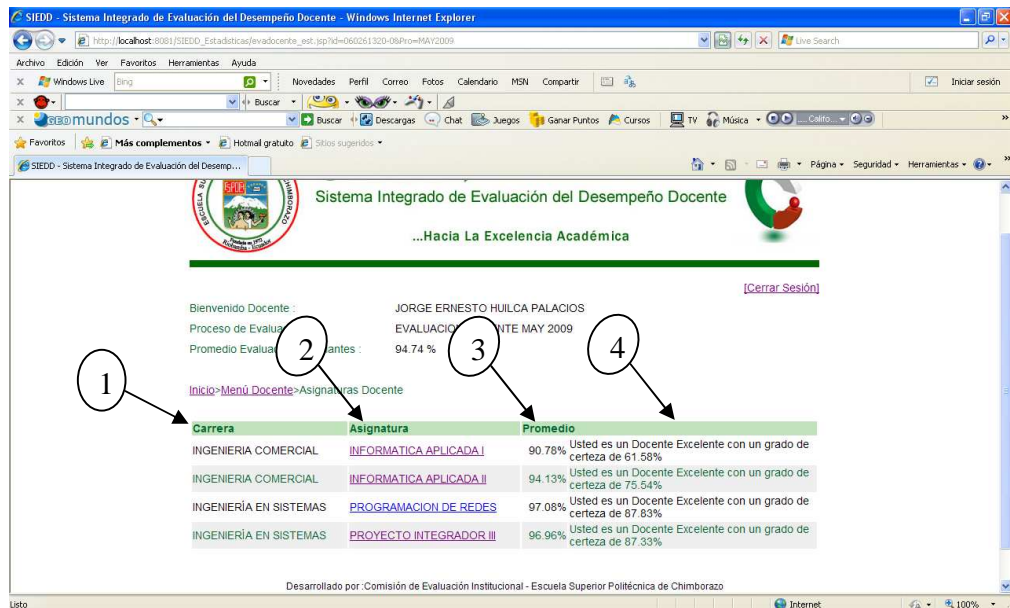 SIEDD - Sistema Integrado de Evaluación del Desempeño Docente - Windows Internet Explorer
http://localhost:8081/SIEDD_Estadisticas/evadocente_est.jsp?id=060261320-0&Pro=MAY2009
Live Search
Archivo Edición Ver Favoritos Herramientas Ayuda
Windows Live Bing Novedades Perfil Correo Fotos Calendario MSN Compartir Iniciar sesión
Buscar
GEOmundos Buscar Descargas Chat Juegos Ganar Puntos Cursos TV Música Calito...
Favoritos Más complementos Hotmail gratuito Sitios sugeridos
SIEDD - Sistema Integrado de Evaluación del Desemp... Página Seguridad Herramientas
Sistema Integrado de Evaluación del Desempeño Docente
...Hacia La Excelencia Académica
[Cerrar Sesión]
Bienvenido Docente : JORGE ERNESTO HUILCA PALACIOS
Proceso de Evalua EVALUACION NTE MAY 2009
Promedio Evalua antes : 94.74 %
1 2 3 4
Inicio>Menú Docente>Asignaturas Docente
Carrera Asignatura Promedio
INGENIERIA COMERCIAL INFORMATICA APLICADA I 90.78% Usted es un Docente Excelente con un grado de
certeza de 61.58%
INGENIERIA COMERCIAL INFORMATICA APLICADA II 94.13% Usted es un Docente Excelente con un grado de
certeza de 75.54%
INGENIERÌA EN SISTEMAS PROGRAMACION DE REDES 97.08% Usted es un Docente Excelente con un grado de
certeza de 87.83%
INGENIERÌA EN SISTEMAS PROYECTO INTEGRADOR III 96.96% Usted es un Docente Excelente con un grado de
certeza de 87.33%
Desarrollado por :Comisión de Evaluación Institucional - Escuela Superior Politécnica de Chimborazo
Listo Internet 100%